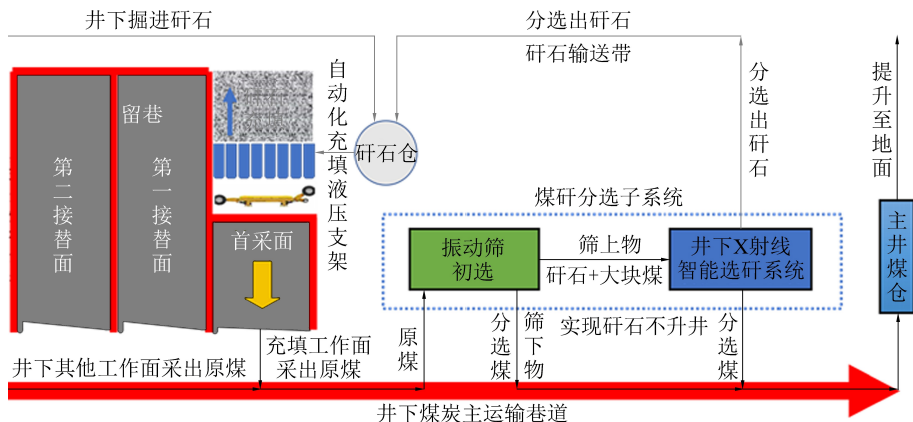 井下掘进矸石
分选出矸石
矸石输送带
自动化充填液压支架
矸石仓
分选出矸石
提升至地面
留巷
第二接替面
第一接替面
首采面
煤矸分选子系统
振动筛
初选
筛上物
矸石+大块煤
井下X射线
智能选矸系统
主井煤仓
实现矸石不升井
原煤
分选煤
筛下物
分选煤
充填工作面
采出原煤
井下其他工作面采出原煤
井下煤炭主运输巷道